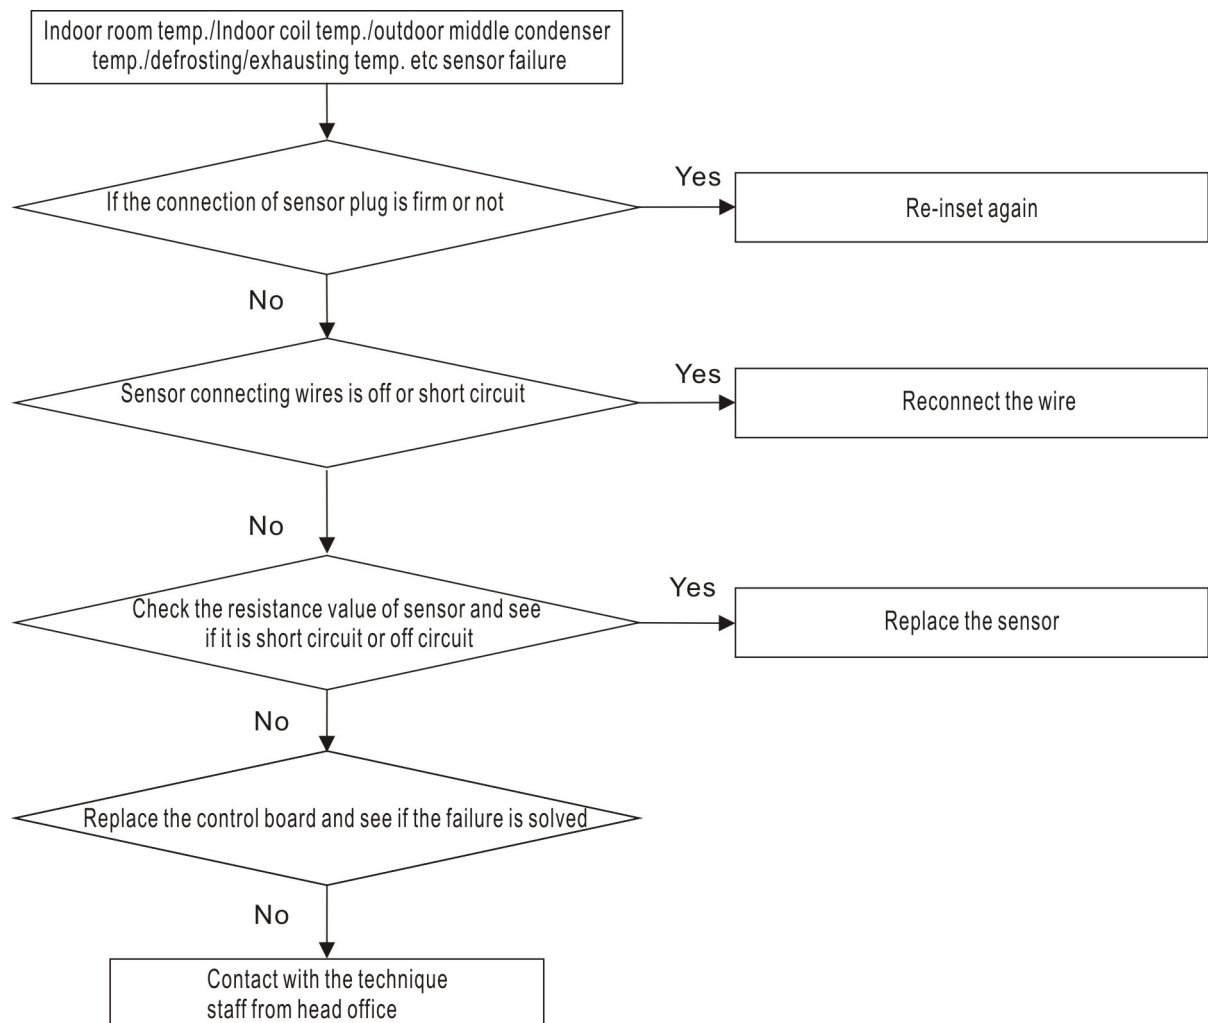 Indoor room temp./Indoor coil temp./outdoor middle condenser
temp./defrosting/exhausting temp. etc sensor failure
If the connection of sensor plug is firm or not
Yes
Re-inset again
No
Sensor connecting wires is off or short circuit
Yes
Reconnect the wire
No
Check the resistance value of sensor and see
if it is short circuit or off circuit
Yes
Replace the sensor
No
Replace the control board and see if the failure is solved
No
Contact with the technique
staff from head office